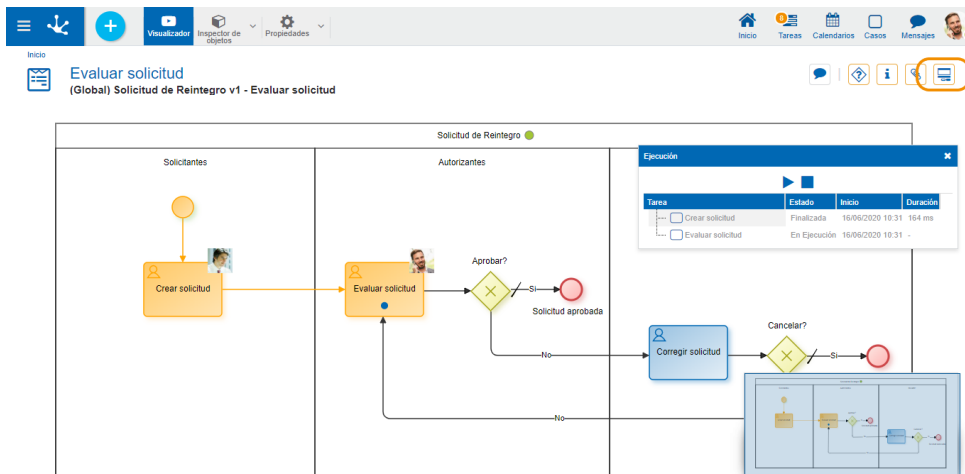 Visualizador
Inspector de
objetos
Propiedades
Inicio
8
Tareas
Calendarios
Casos
Mensajes
Inicio
Evaluar solicitud
(Global) Solicitud de Reintegro v1 - Evaluar solicitud
Solicitud de Reintegro
Solicitantes
Autorizantes
Ejecución
Tarea Estado Inicio Duración
Crear solicitud Finalizada 16/06/2020 10:31 164 ms
Evaluar solicitud En Ejecución 16/06/2020 10:31 -
Crear solicitud
Evaluar solicitud
Aprobar?
Si
Solicitud aprobada
No
Corregir solicitud
Cancelar?
Si
No